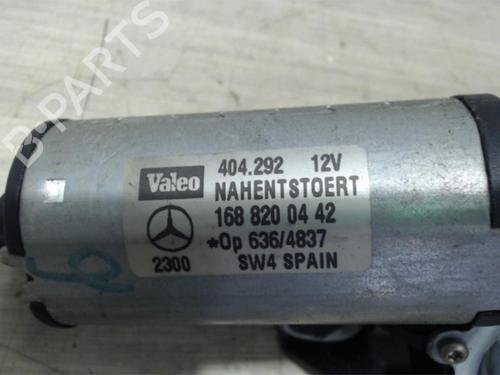 B-PARTS
Valeo 404.292 12V
NAHENTSTOERT
168 820 04 42
*Op 636/4837
2300 SW4 SPAIN